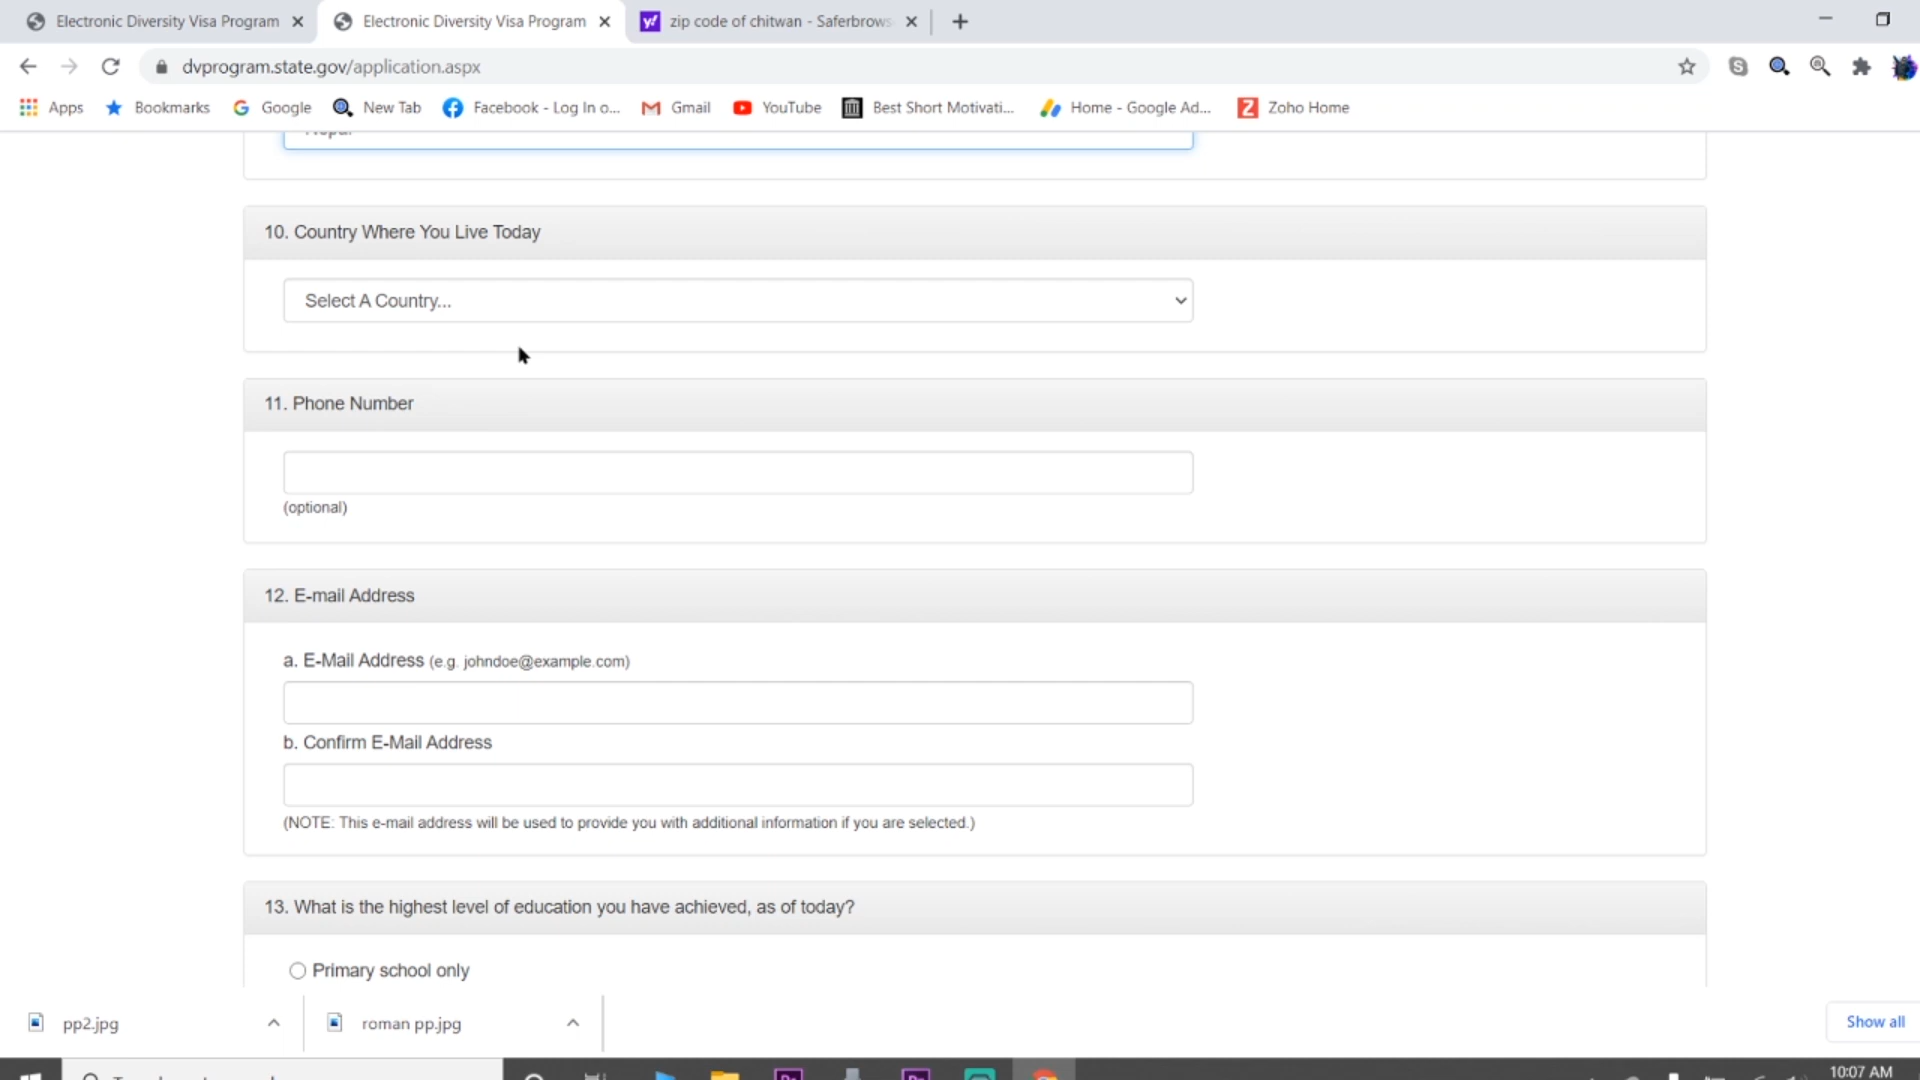 Electronic Diversity Visa Program
Electronic Diversity Visa Program
zip code of chitwan - Saferbrows
dvprogram.state.gov/application.aspx
Apps
Bookmarks
Google
New Tab
Facebook - Log In o...
Gmail
YouTube
Best Short Motivati...
Home - Google Ad...
Zoho Home
10. Country Where You Live Today
Select A Country...
11. Phone Number
(optional)
12. E-mail Address
a. E-Mail Address (e.g. johndoe@example.com)
b. Confirm E-Mail Address
(NOTE: This e-mail address will be used to provide you with additional information if you are selected.)
13. What is the highest level of education you have achieved, as of today?
Primary school only
pp2.jpg
roman pp.jpg
Show all
10:07 AM